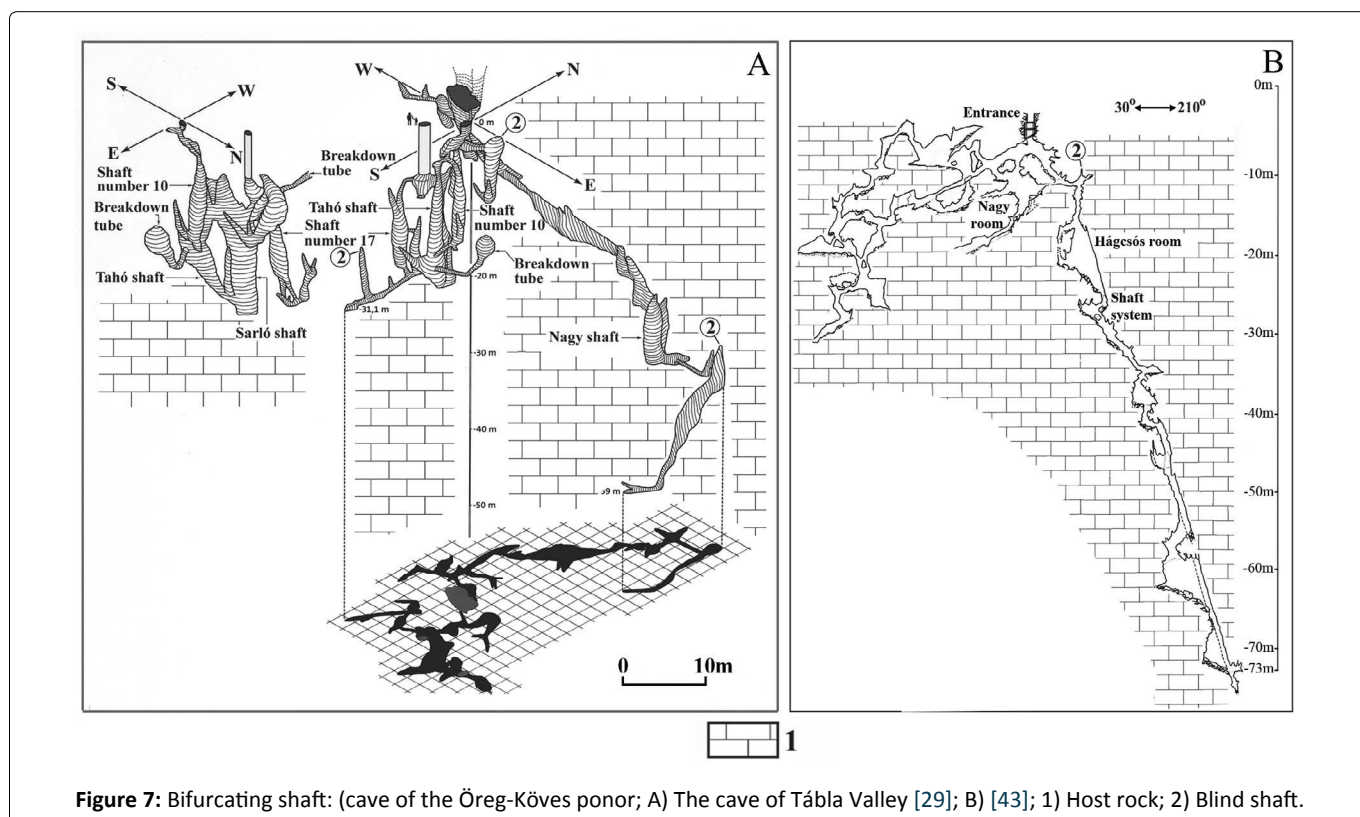 A
S
W
E
N
Shaft
number 10
Breakdown
tube
Tahó shaft
Breakdown
tube
Shaft
number 17
Sarló shaft
W
N
S
E
0 m
2
Tahó shaft
Shaft
number 10
Breakdown
tube
2
-20 m
-31,1 m
Nagy shaft
2
-30 m
-40 m
-50 m
0 10m
B
0m
30° 210°
Entrance
2
-10m
Nagy
room
Hágcsós room
-20m
Shaft
system
-30m
-40m
-50m
-60m
-70m
-73m
1
Figure 7: Bifurcating shaft: (cave of the Öreg-Köves ponor; A) The cave of Tábla Valley [29]; B) [43]; 1) Host rock; 2) Blind shaft.